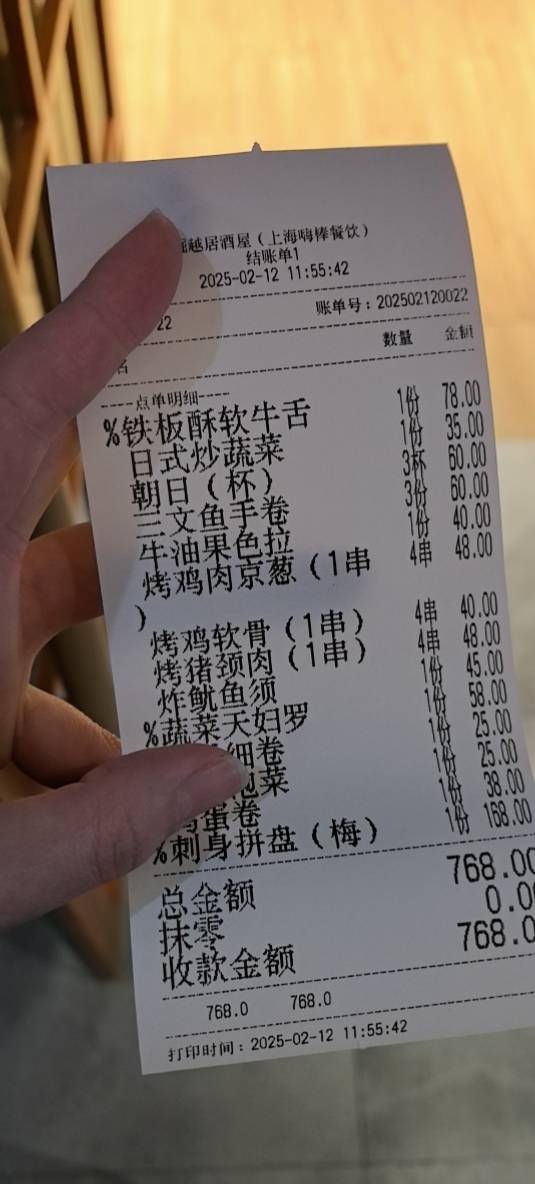 越居酒屋（上海嗨棒餐饮）
结账单1
2025-02-12 11:55:42
22 账单号：202502120022
名 数量 金额
----点单明细----
%铁板酥软牛舌 1份 78.00
日式炒蔬菜 1份 35.00
朝日（杯） 3杯 60.00
三文鱼手卷 3份 60.00
牛油果色拉 1份 40.00
烤鸡肉京葱（1串 4串 48.00
）
烤鸡软骨（1串） 4串 40.00
烤猪颈肉（1串） 4串 48.00
炸鱿鱼须 1份 45.00
%蔬菜天妇罗 1份 58.00
细卷 1份 25.00
泡菜 1份 25.00
鸡蛋卷 1份 38.00
%刺身拼盘（梅） 1份 168.00
总金额 768.00
抹零 0.0
收款金额 768.0
768.0 768.0
打印时间：2025-02-12 11:55:42